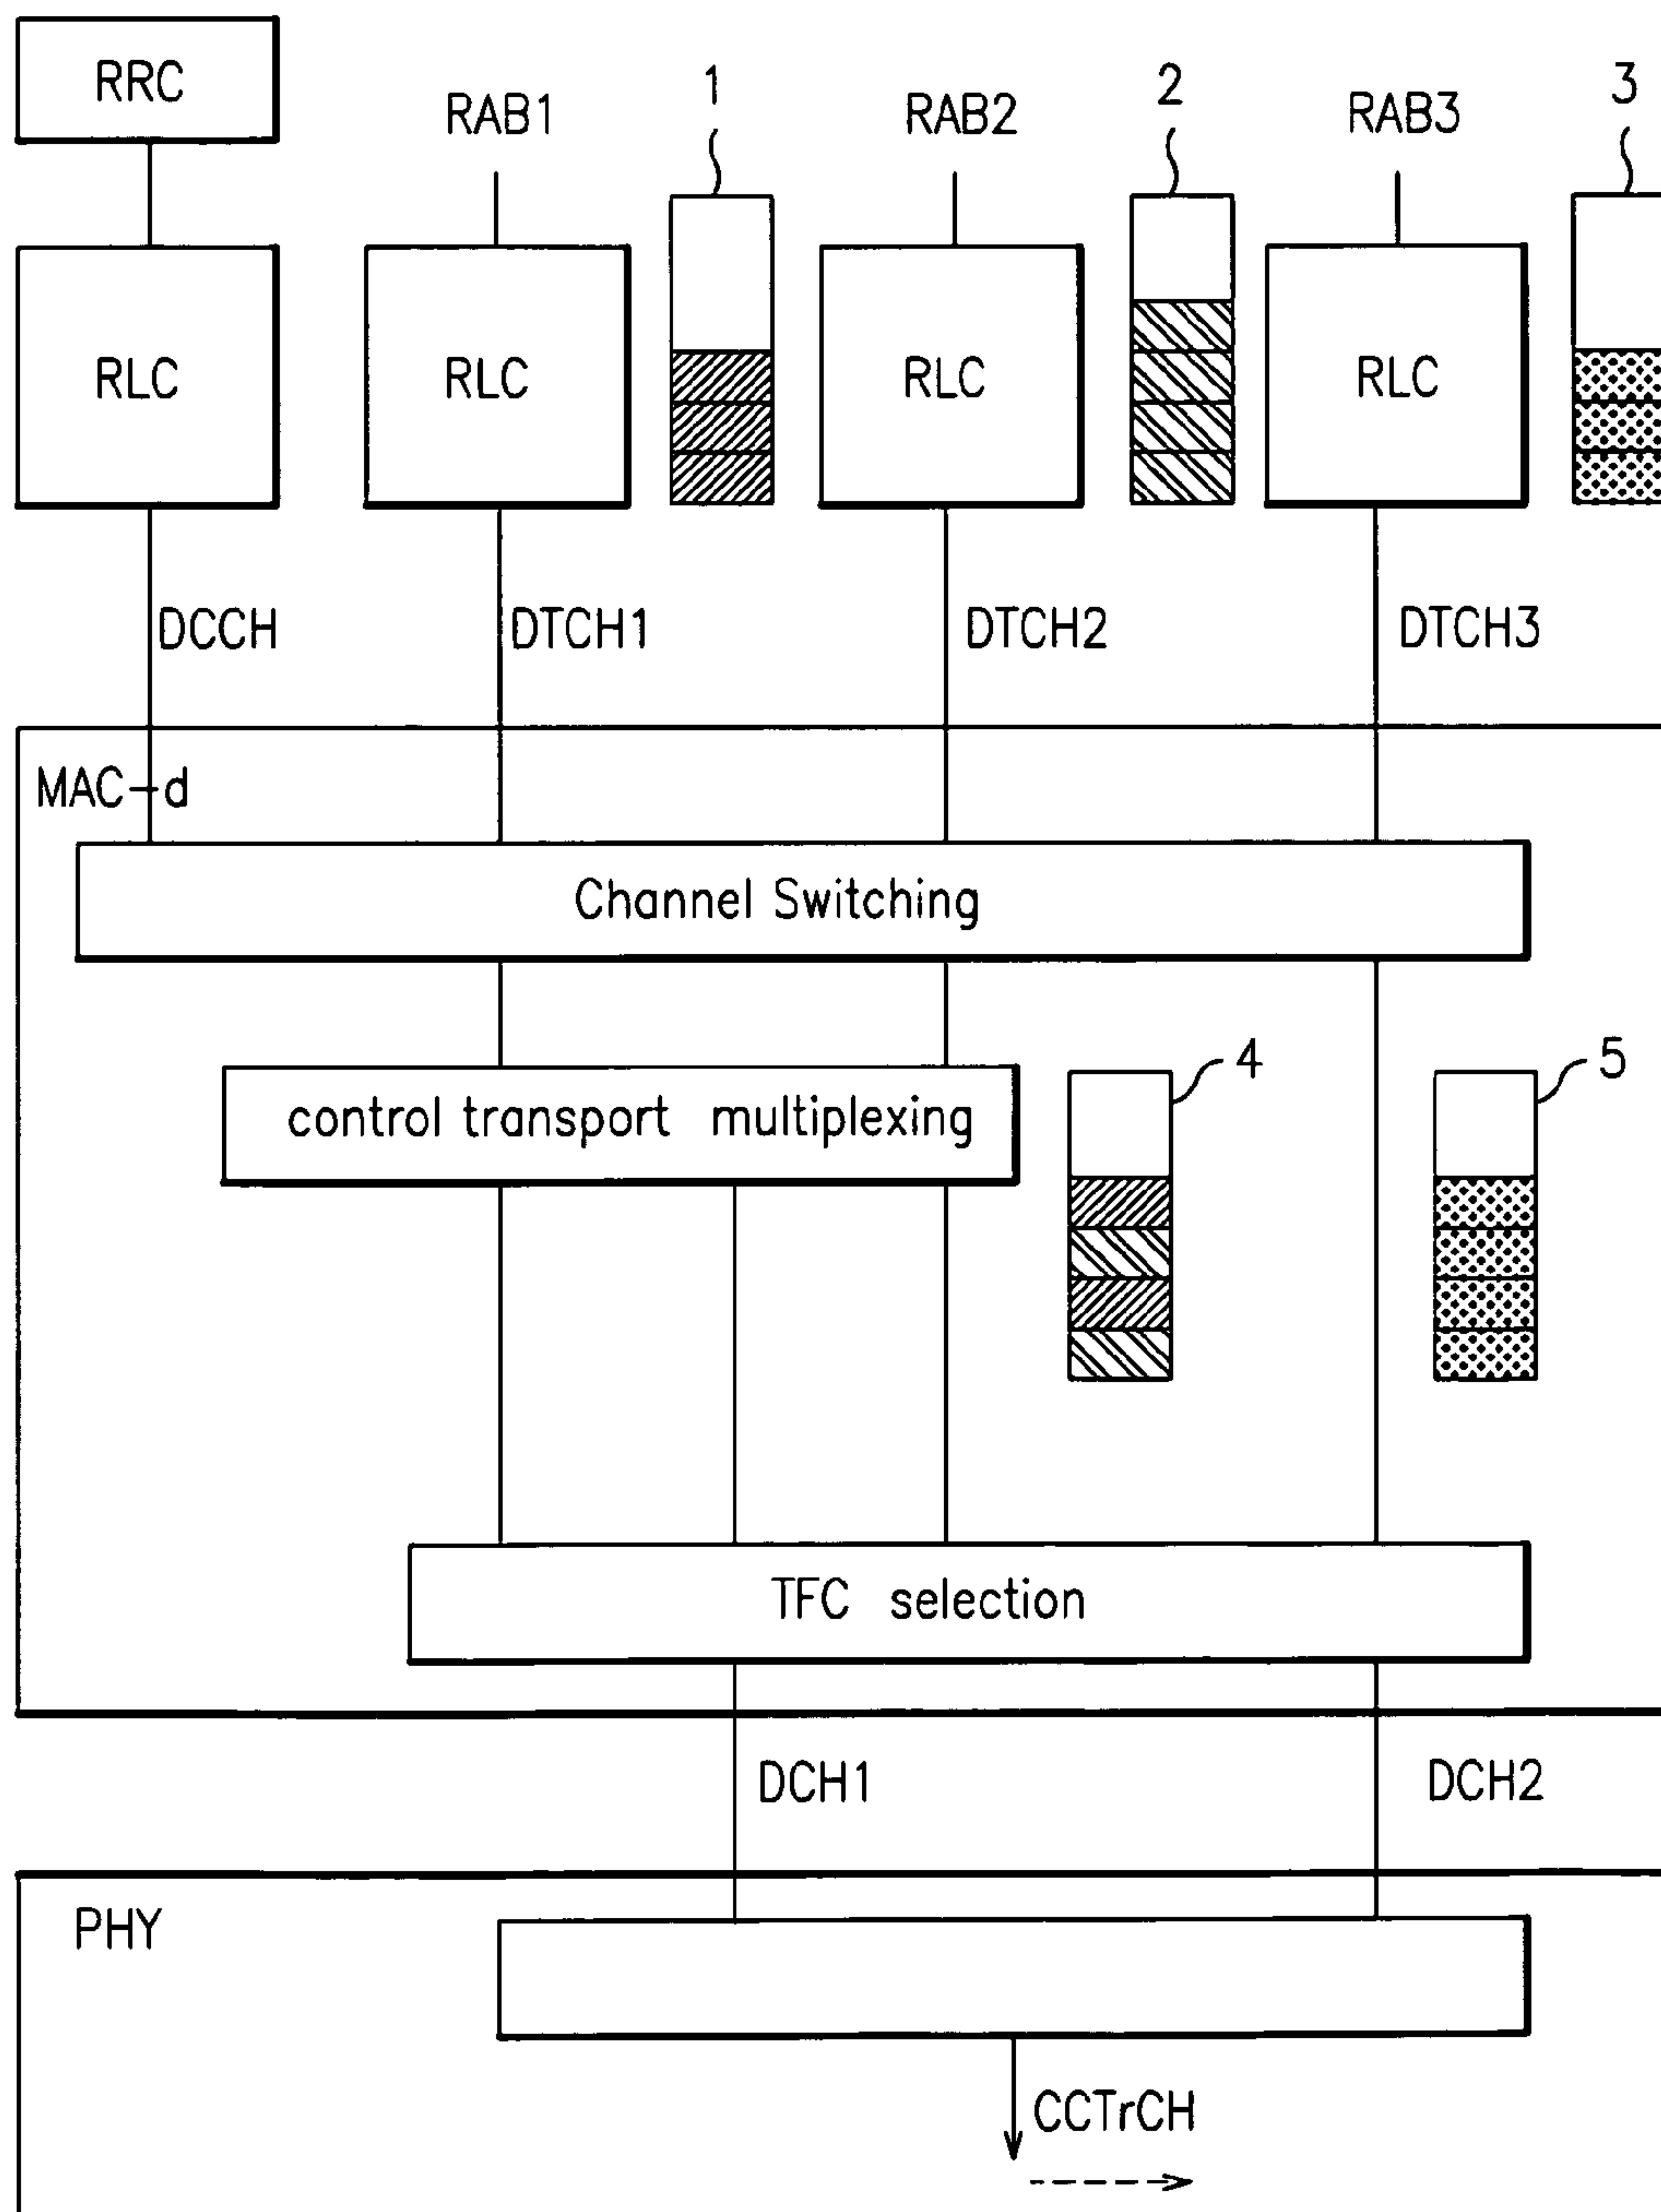 RRC
RAB1
1
RAB2
2
RAB3
3
RLC
RLC
RLC
RLC
DCCH
DTCH1
DTCH2
DTCH3
MAC-d
Channel Switching
control transport multiplexing
4
5
TFC selection
DCH1
DCH2
PHY
CCTrCH